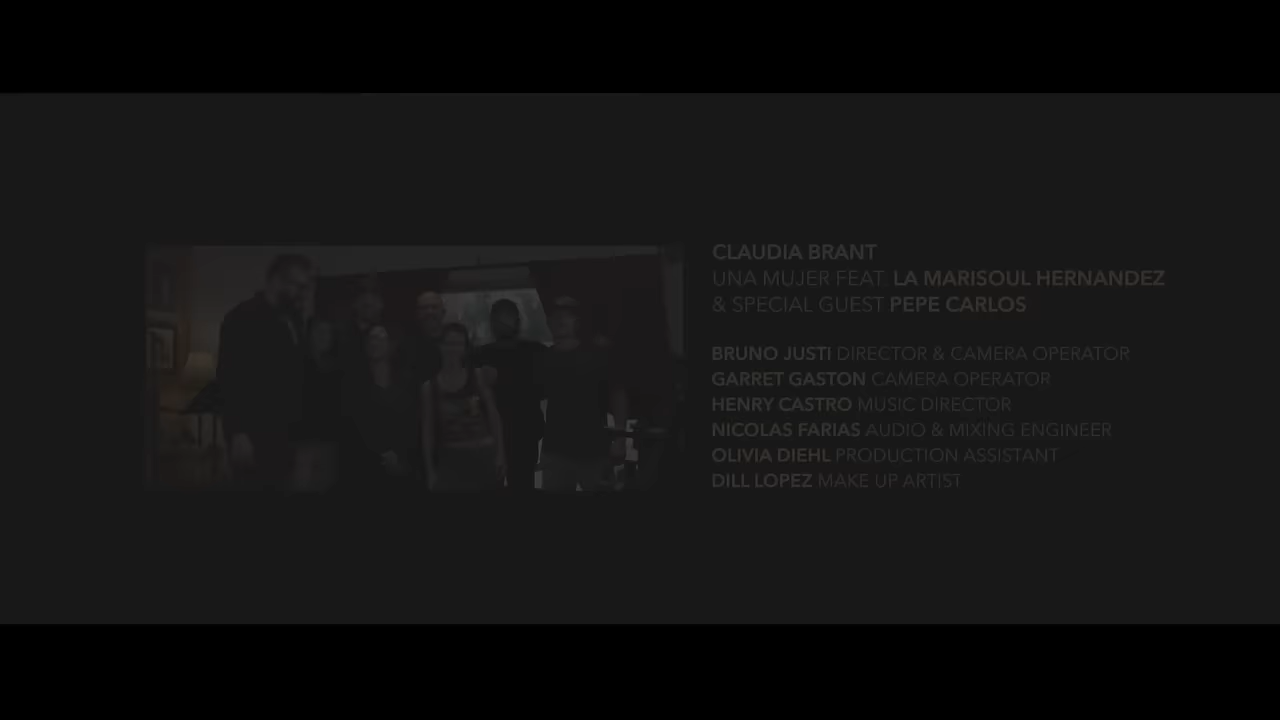 CLAUDIA BRANT
UNA MUJER FEAT. LA MARISOUL HERNANDEZ
& SPECIAL GUEST PEPE CARLOS
BRUNO JUSTI DIRECTOR & CAMERA OPERATOR
GARRET GASTON CAMERA OPERATOR
HENRY CASTRO MUSIC DIRECTOR
NICOLAS FARIAS AUDIO & MIXING ENGINEER
OLIVIA DIEHL PRODUCTION ASSISTANT
DILL LOPEZ MAKE UP ARTIST